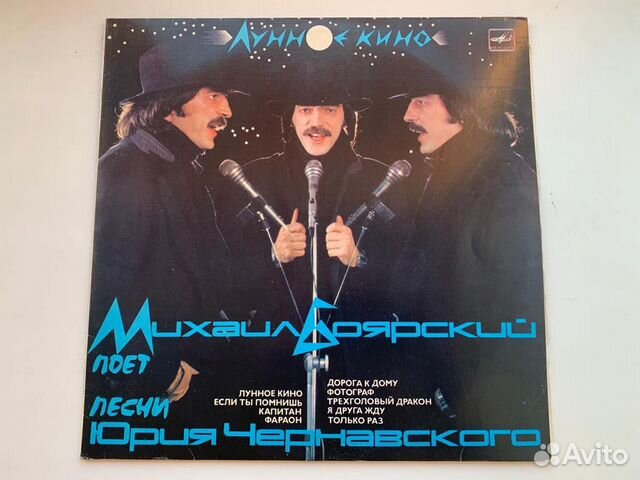 Лунное кино
Михаил Боярский
поет
ЛУННОЕ КИНО
ЕСЛИ ТЫ ПОМНИШЬ
КАПИТАН
ФАРАОН
ДОРОГА К ДОМУ
ФОТОГРАФ
ТРЕХГОЛОВЫЙ ДРАКОН
Я ДРУГА ЖДУ
ТОЛЬКО РАЗ
песни
Юрия Чернавского
Avito